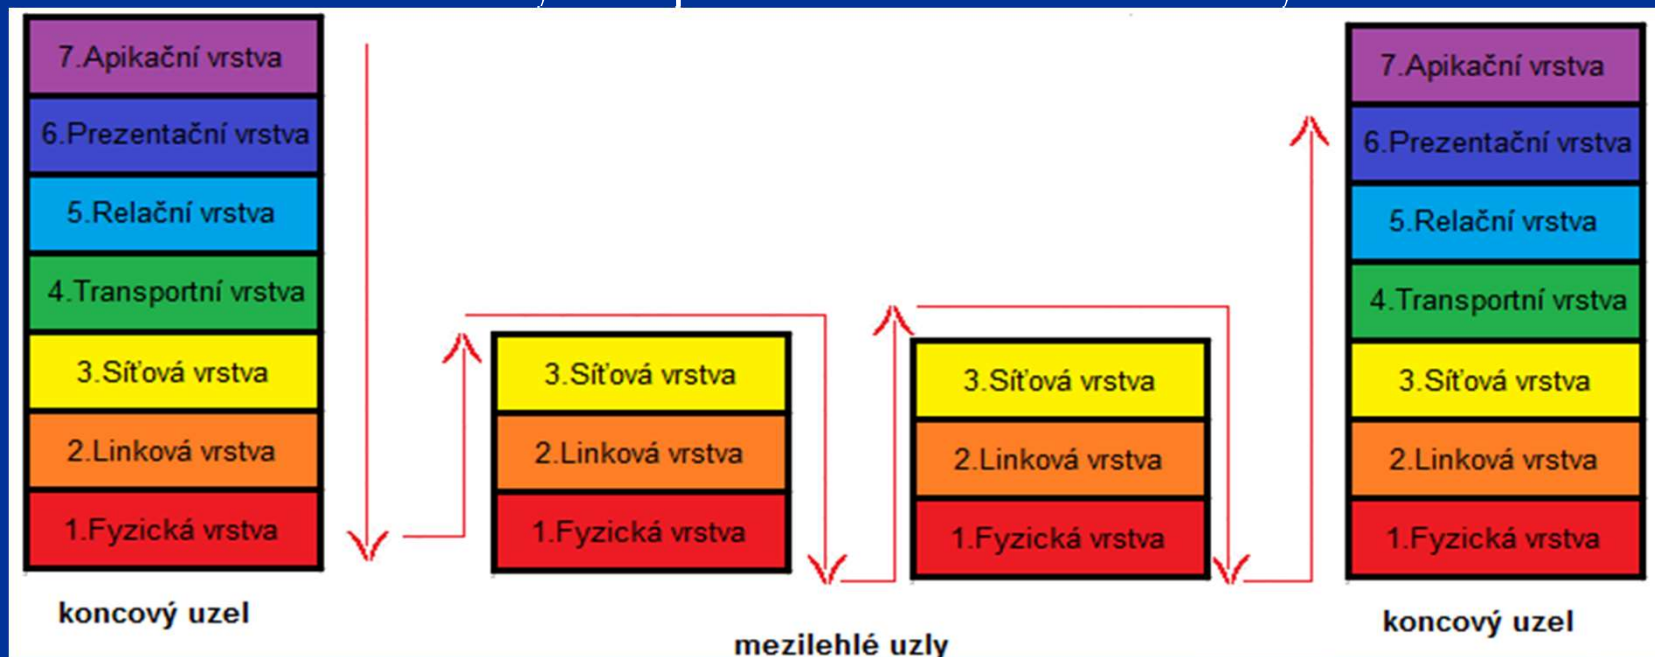 7.Apikační vrstva
6.Prezentační vrstva
5.Relační vrstva
4.Transportní vrstva
3.Síťová vrstva
2.Linková vrstva
1.Fyzická vrstva
koncový uzel
3.Síťová vrstva
2.Linková vrstva
1.Fyzická vrstva
3.Síťová vrstva
2.Linková vrstva
1.Fyzická vrstva
mezilehlé uzly
7.Apikační vrstva
6.Prezentační vrstva
5.Relační vrstva
4.Transportní vrstva
3.Síťová vrstva
2.Linková vrstva
1.Fyzická vrstva
koncový uzel